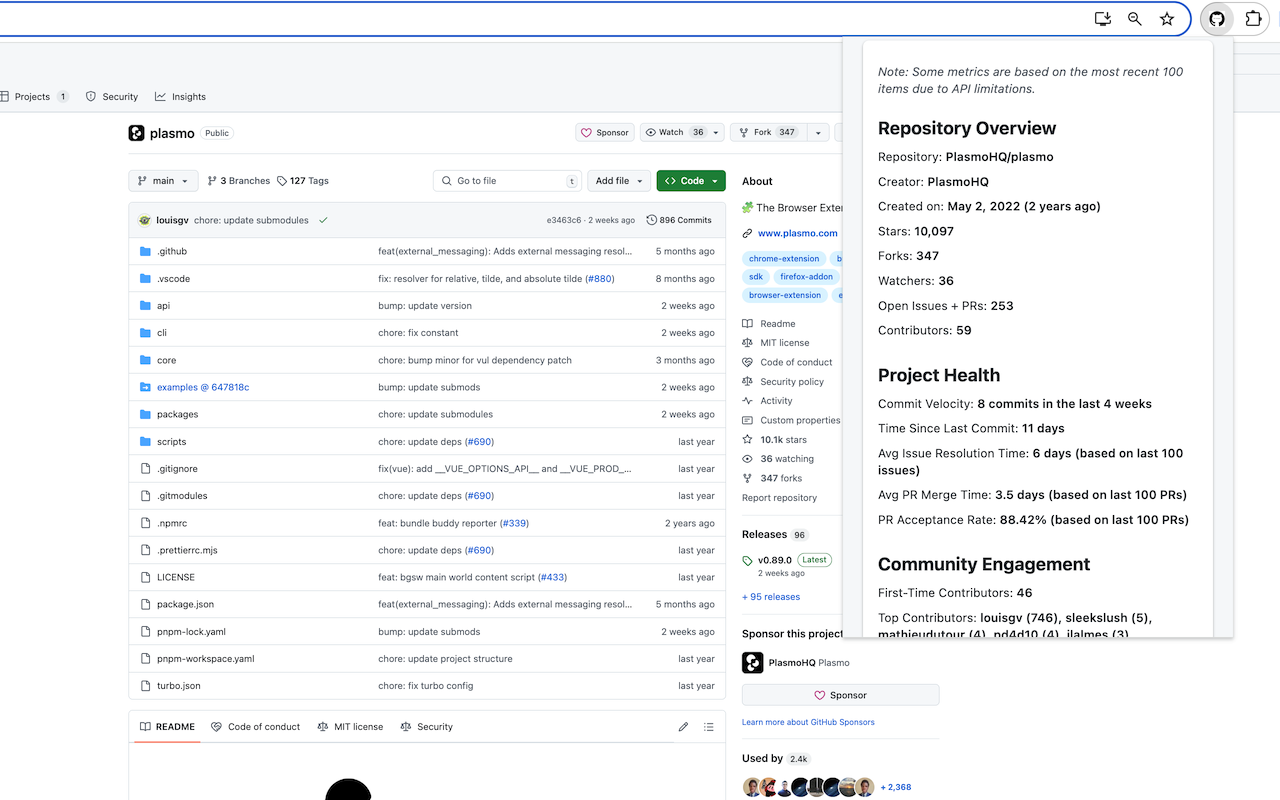 Projects 1 Security Insights
plasmo Public
Sponsor Watch 36 Fork 347
main 3 Branches 127 Tags Go to file t Add file Code
louisgv chore: update submodules e3463c6 · 2 weeks ago 896 Commits
.github feat(external_messaging): Adds external messaging resol... 5 months ago
.vscode fix: resolver for relative, tilde, and absolute tilde (#880) 8 months ago
api bump: update version 2 weeks ago
cli chore: fix constant 2 weeks ago
core chore: bump minor for vul dependency patch 3 months ago
examples @ 647818c bump: update submods 2 weeks ago
packages chore: update submodules 2 weeks ago
scripts chore: update deps (#690) last year
.gitignore fix(vue): add __VUE_OPTIONS_API__ and __VUE_PROD_... last year
.gitmodules chore: update deps (#690) last year
.npmrc feat: bundle buddy reporter (#339) 2 years ago
.prettierrc.mjs chore: update deps (#690) last year
LICENSE feat: bgsw main world content script (#433) last year
package.json feat(external_messaging): Adds external messaging resol... 5 months ago
pnpm-lock.yaml bump: update submods 2 weeks ago
pnpm-workspace.yaml chore: update project structure last year
turbo.json chore: fix turbo config last year
README Code of conduct MIT license Security
About
The Browser Exten
www.plasmo.com
chrome-extension b
sdk firefox-addon
browser-extension e
Readme
MIT license
Code of conduct
Security policy
Activity
Custom properties
10.1k stars
36 watching
347 forks
Report repository
Releases 96
v0.89.0 Latest
2 weeks ago
+ 95 releases
Sponsor this project
PlasmoHQ Plasmo
Sponsor
Learn more about GitHub Sponsors
Used by 2.4k
+ 2,368
Note: Some metrics are based on the most recent 100
items due to API limitations.
Repository Overview
Repository: PlasmoHQ/plasmo
Creator: PlasmoHQ
Created on: May 2, 2022 (2 years ago)
Stars: 10,097
Forks: 347
Watchers: 36
Open Issues + PRs: 253
Contributors: 59
Project Health
Commit Velocity: 8 commits in the last 4 weeks
Time Since Last Commit: 11 days
Avg Issue Resolution Time: 6 days (based on last 100
issues)
Avg PR Merge Time: 3.5 days (based on last 100 PRs)
PR Acceptance Rate: 88.42% (based on last 100 PRs)
Community Engagement
First-Time Contributors: 46
Top Contributors: louisgv (746), sleekslush (5),
mathieudutour (4), pd4d10 (4), ilalmes (3)